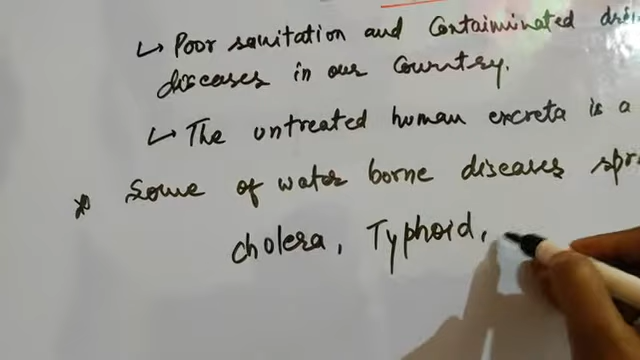 ↳ Poor sanitation and Contaiminated
diseases in our Country.
↳ The untreated human excreta is a
* Some of water borne diseases
cholera, Typhoid,